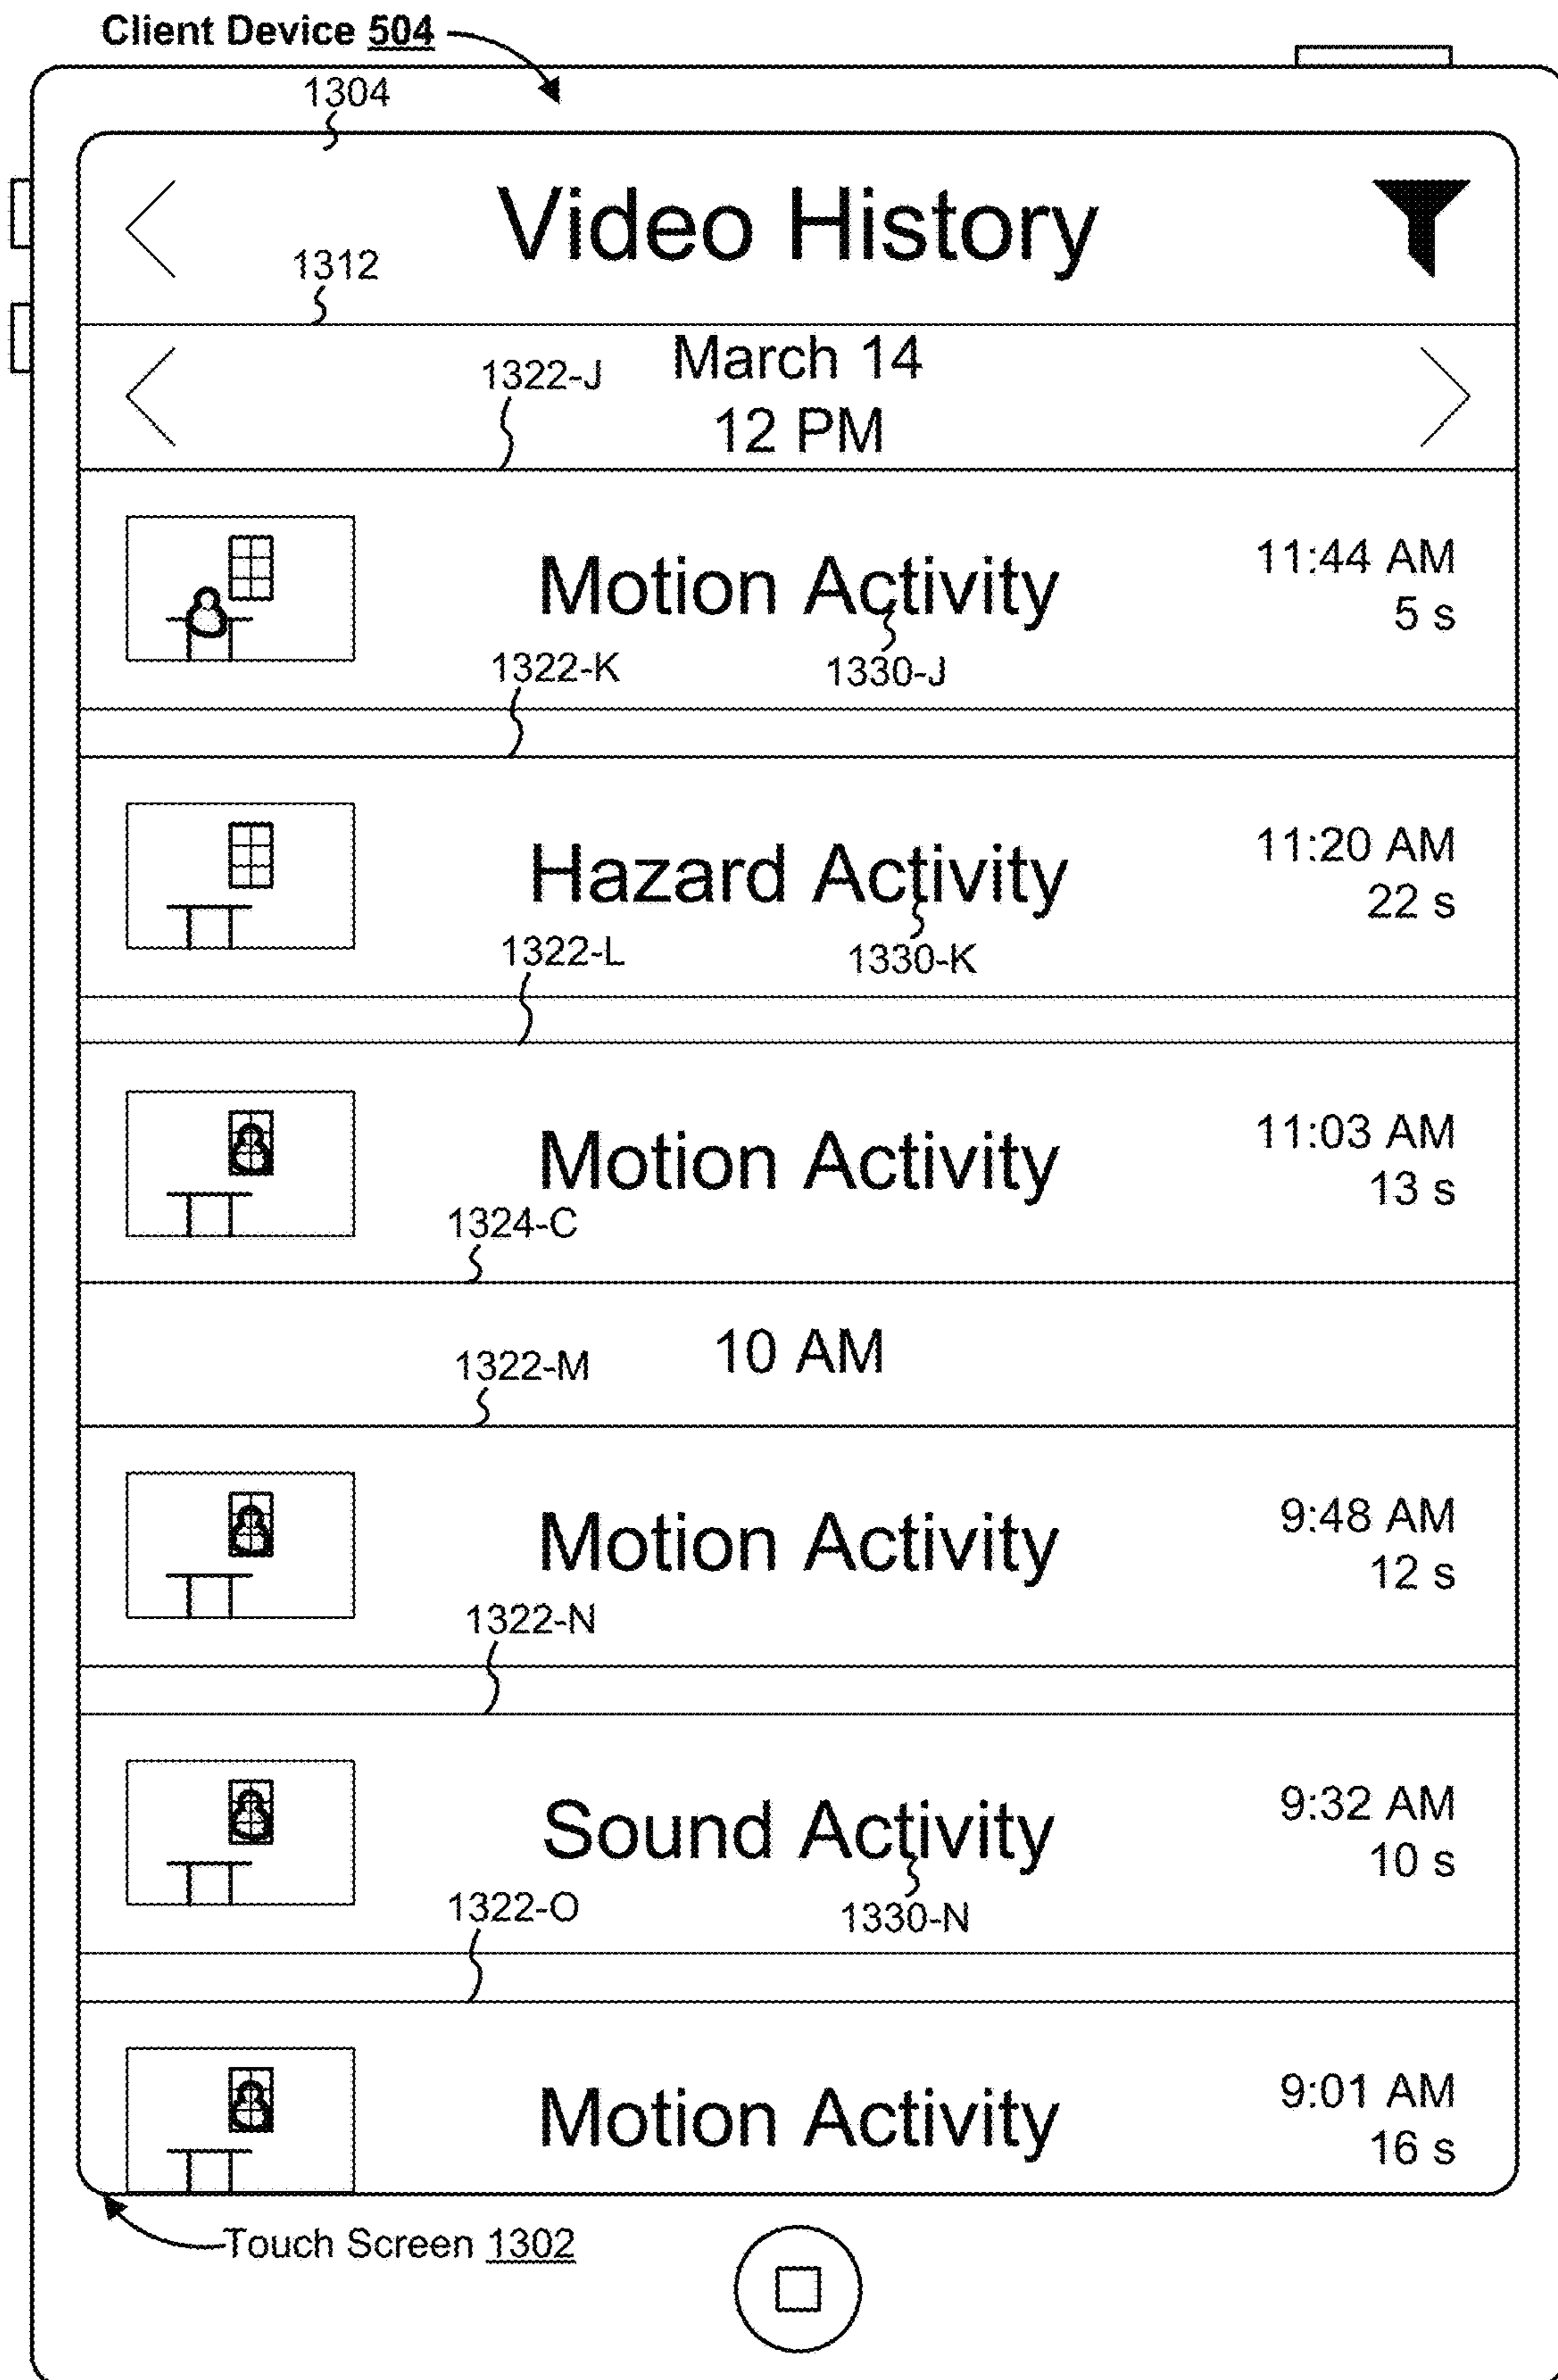 Client Device 504
1304
Video History
1312
March 14
1322-J
12 PM
Motion Activity
11:44 AM
5 s
1330-J
1322-K
Hazard Activity
11:20 AM
22 s
1330-K
1322-L
Motion Activity
11:03 AM
13 s
1324-C
10 AM
1322-M
Motion Activity
9:48 AM
12 s
1322-N
Sound Activity
9:32 AM
10 s
1330-N
1322-O
Motion Activity
9:01 AM
16 s
Touch Screen 1302